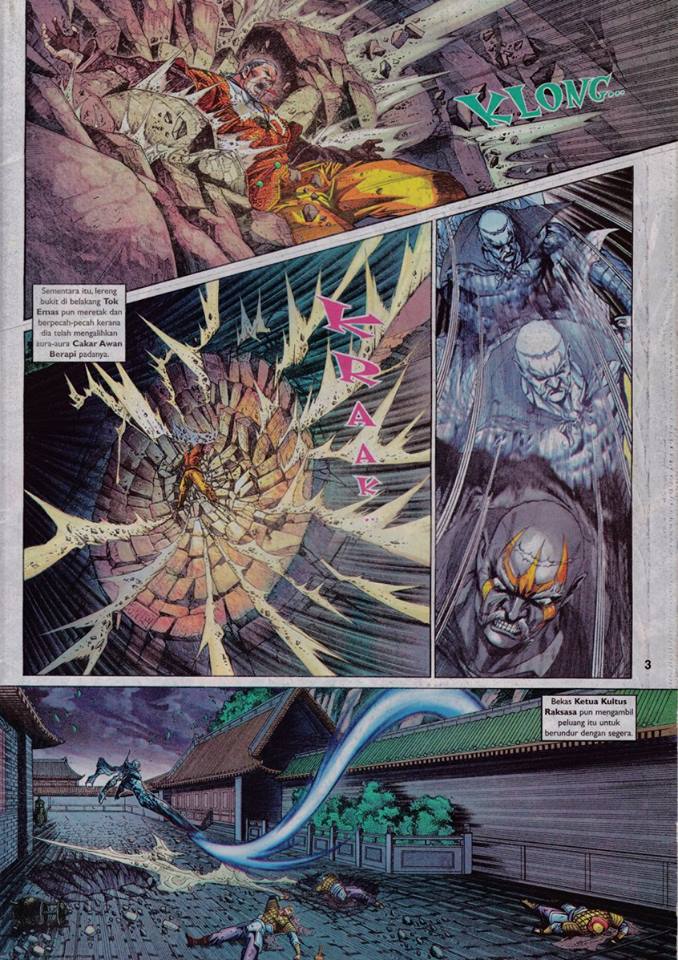 KLONG...
Sementara itu, lereng
bukit di belakang Tok
Emas pun meretak dan
berpecah-pecah kerana
dia telah mengalihkan
aura-aura Cakar Awan
Berapi padanya.
KRAAK...
3
Bekas Ketua Kultus
Raksasa pun mengambil
peluang itu untuk
berundur dengan segera.